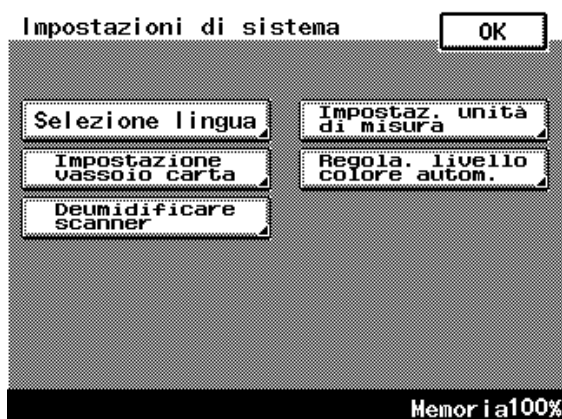 Impostazioni di sistema
OK
Selezione lingua
Impostaz. unità
di misura
Impostazione
vassoio carta
Regola. livello
colore autom.
Deumidificare
scanner
Memoria100%